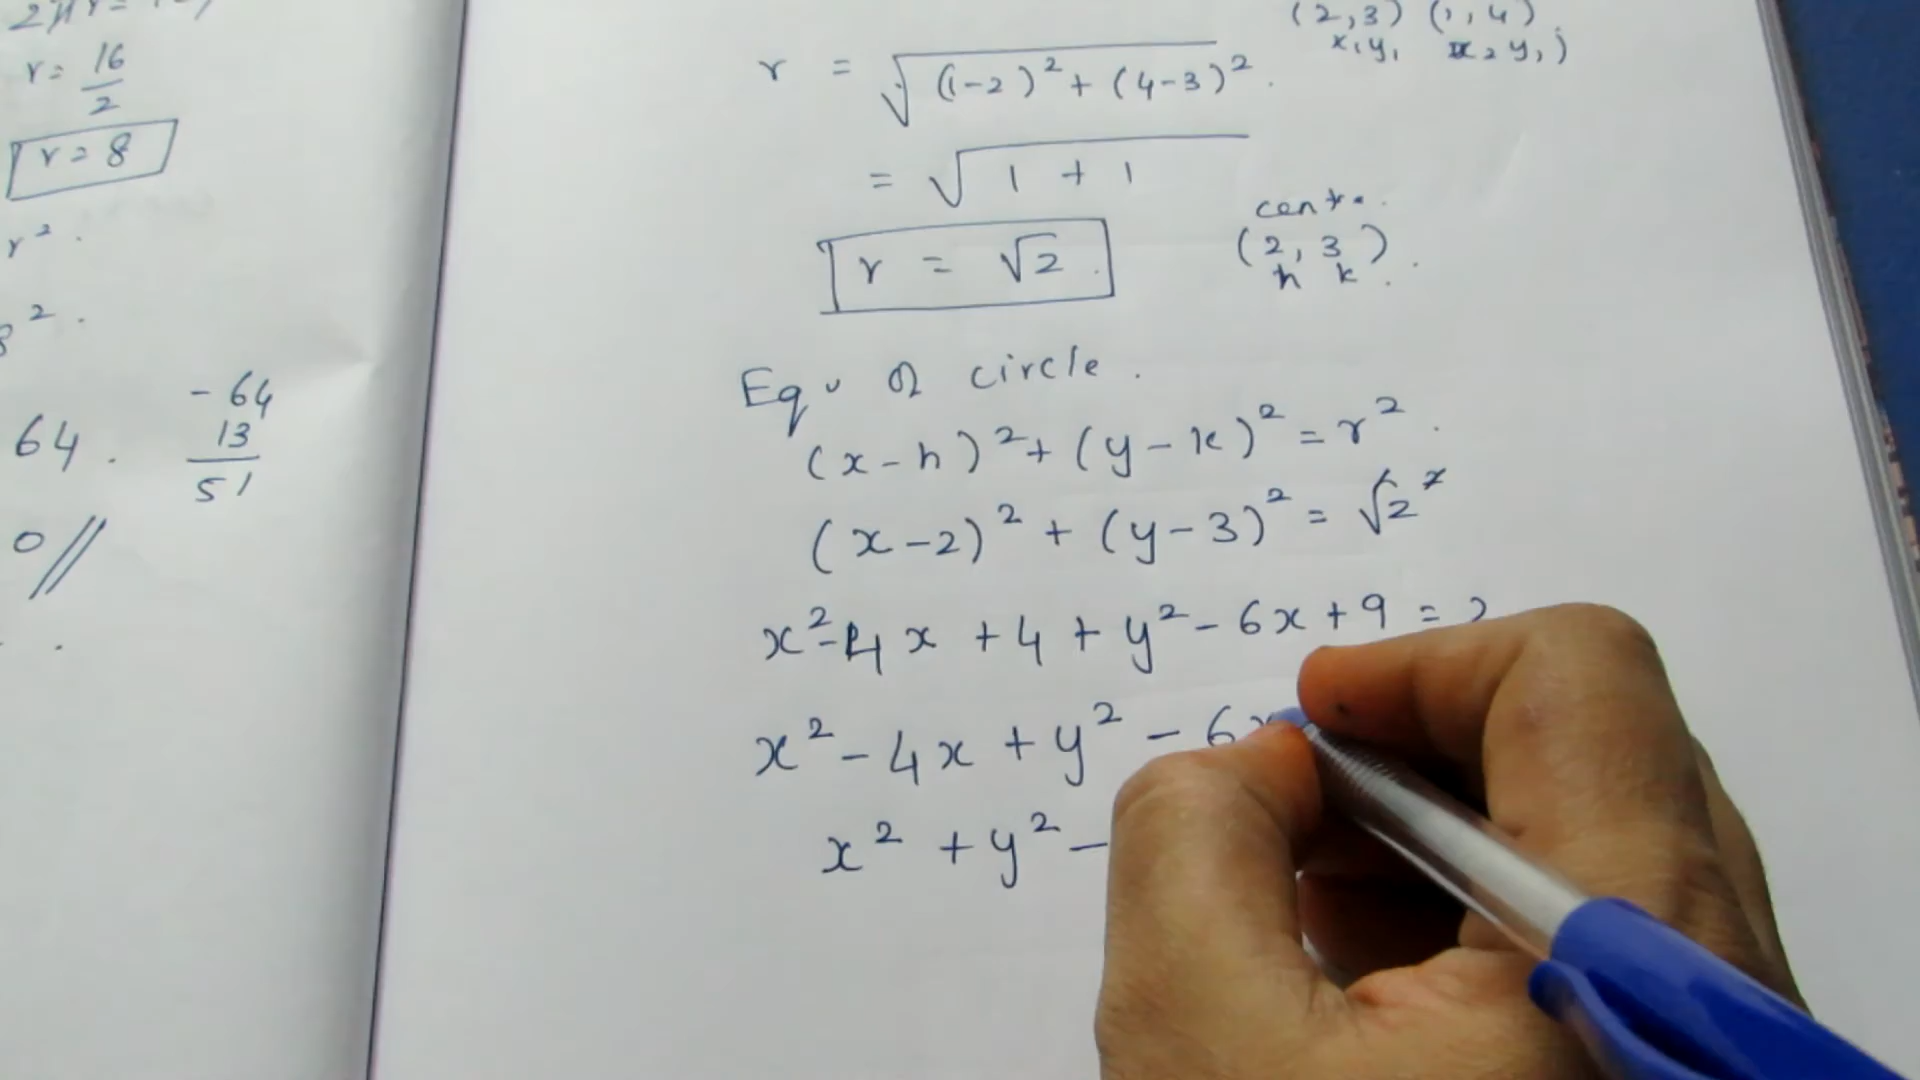 r = 16/2
r = 8
r².
² .
64 .
- 64
13
51
0//
(2,3) (1,4)
x₁y₁
r = √(1-2)² + (4-3)² .
= √1 + 1
r = √2 .
(2, 3)
h k .
Equ of circle .
(x-h)² + (y-k)² = r² .
(x-2)² + (y-3)² = √2²
x² - 4x + 4 + y² - 6x + 9 =
x² - 4x + y² - 6
x² + y² -